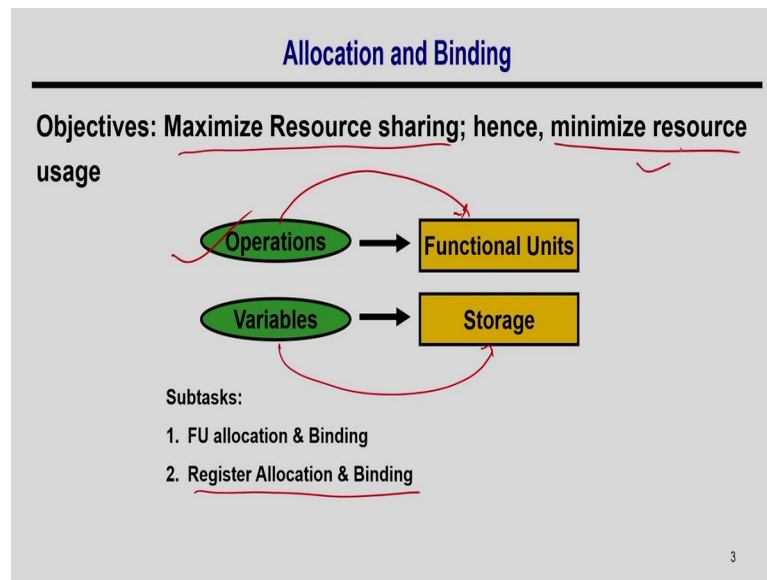 Allocation and Binding
Objectives: Maximize Resource sharing; hence, minimize resource
usage
Operations
Functional Units
Variables
Storage
Subtasks:
1. FU allocation & Binding
2. Register Allocation & Binding
3